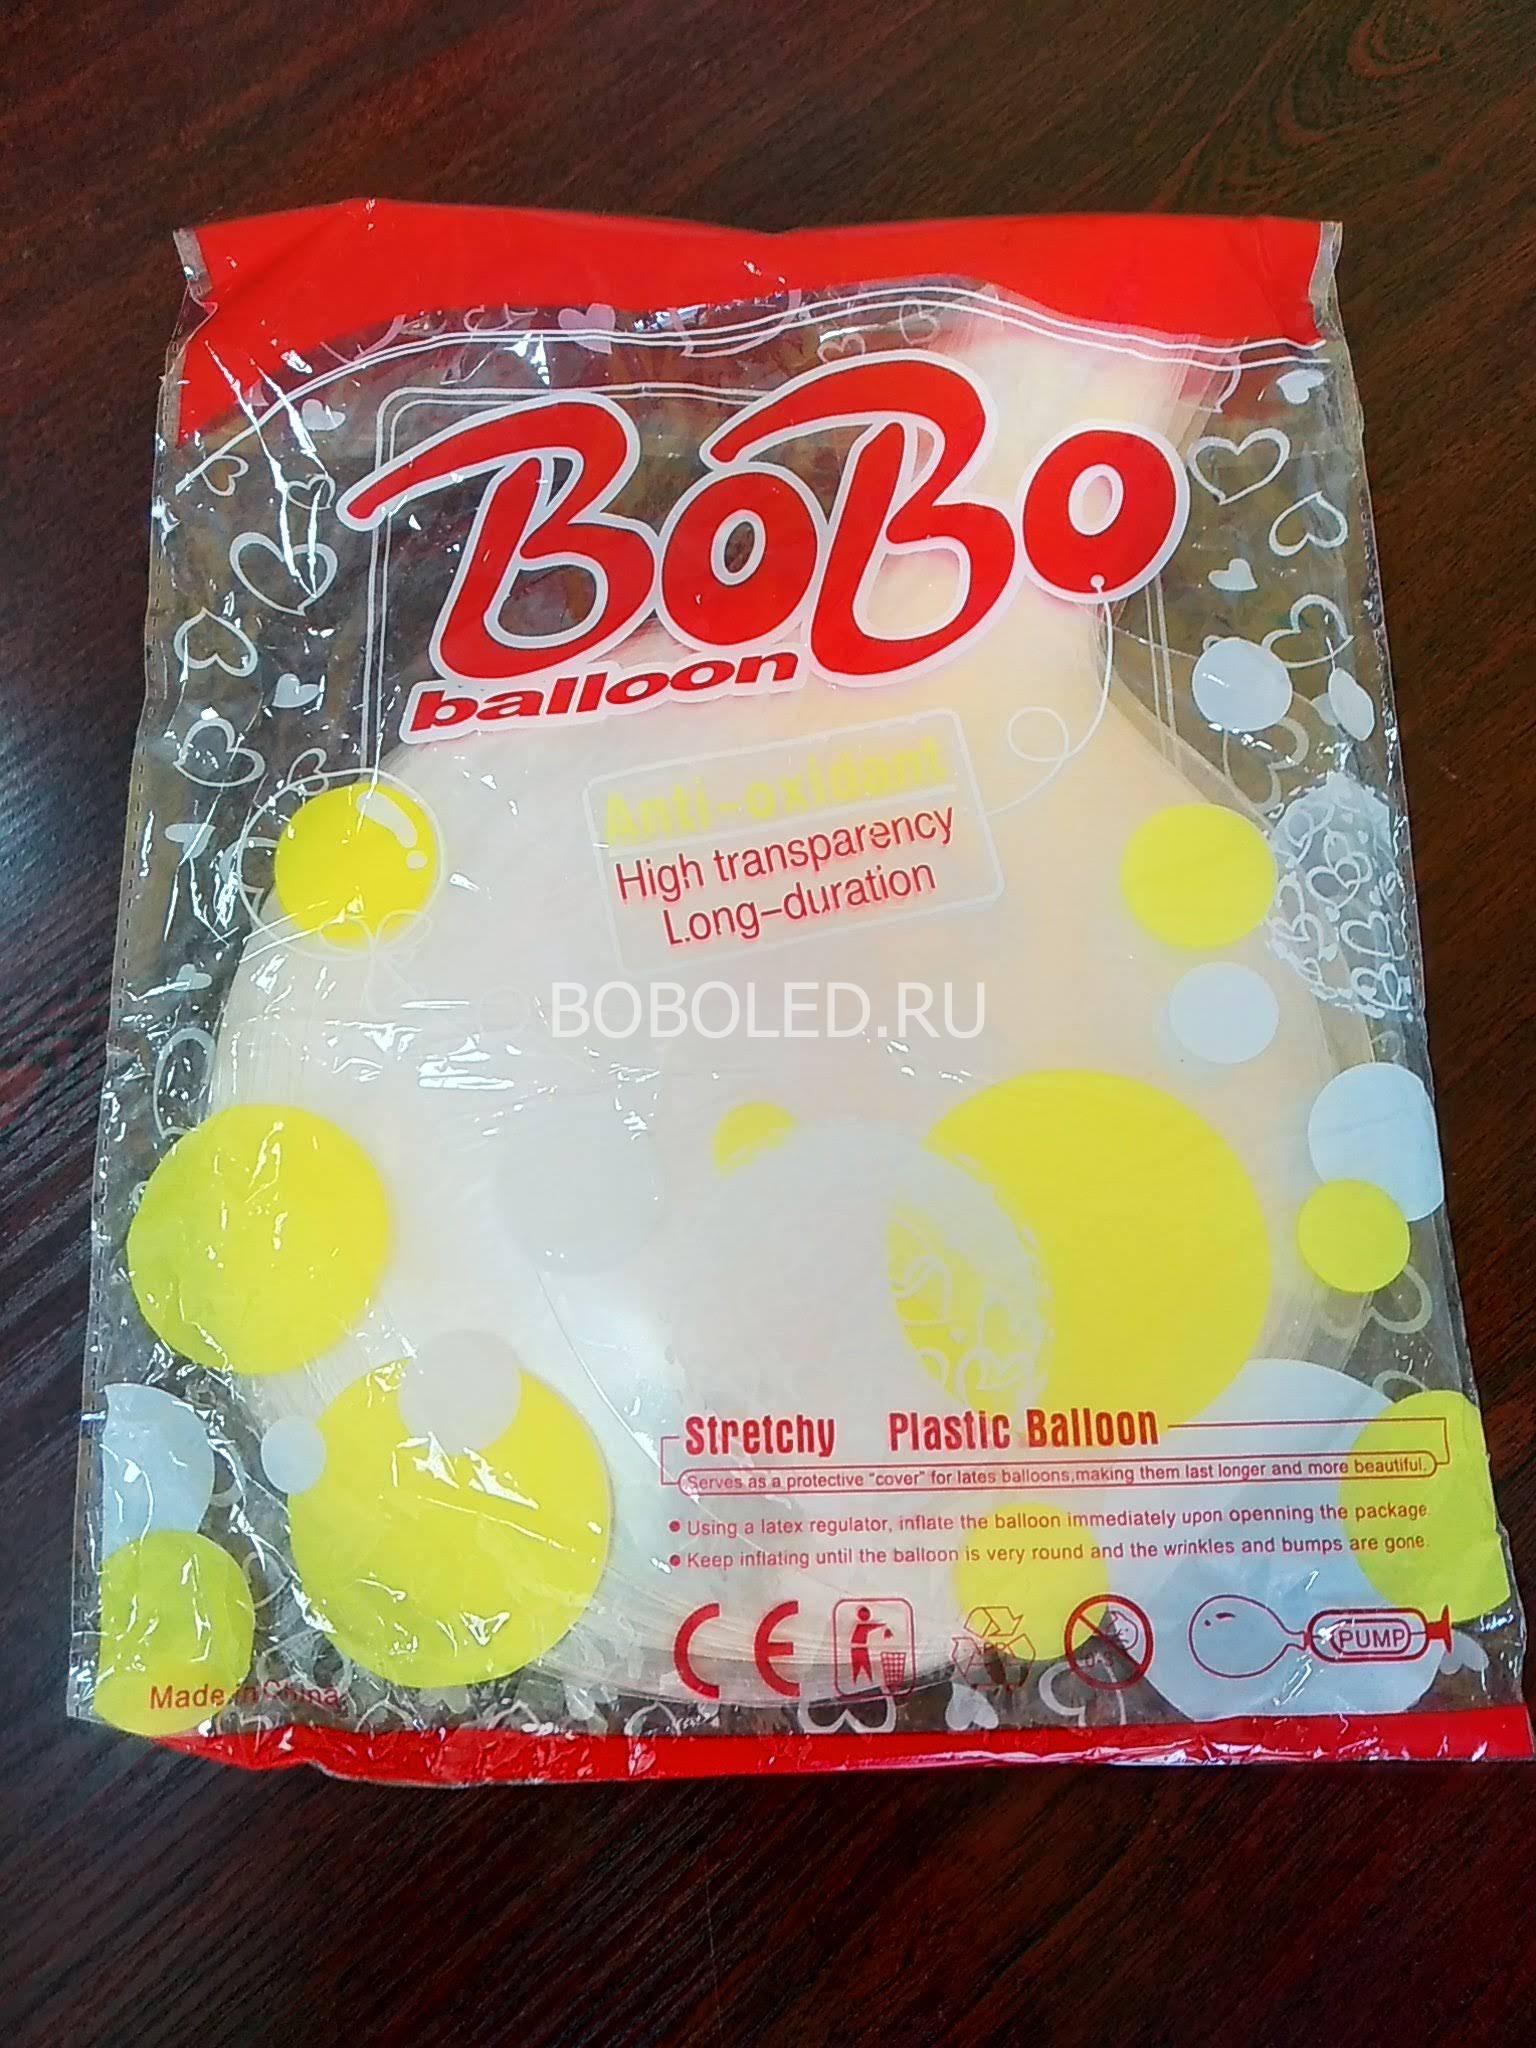 BoBo
balloon
Anti-oxidant
High transparency
Long-duration
BOBOLED.RU
Stretchy Plastic Balloon
Serves as a protective "cover" for lates balloons,making them last longer and more beautiful.
• Using a latex regulator, inflate the balloon immediately upon openning the package.
• Keep inflating until the balloon is very round and the wrinkles and bumps are gone.
CE
PUMP
Made in China